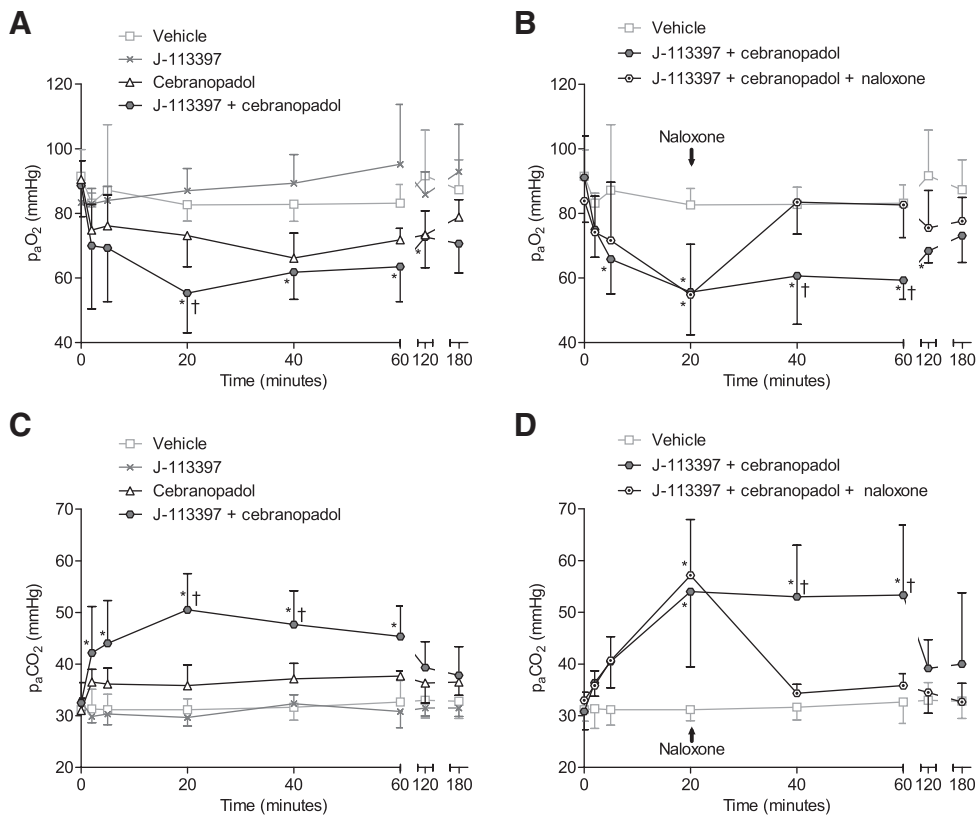 A
Vehicle
J-113397
Cebranopadol
J-113397 + cebranopadol
120
100
80
60
40
paO2 (mmHg)
* † * * *
0 20 40 60 120 180
Time (minutes)
B
Vehicle
J-113397 + cebranopadol
J-113397 + cebranopadol + naloxone
Naloxone
120
100
80
60
40
paO2 (mmHg)
* * * * † * † *
0 20 40 60 120 180
Time (minutes)
C
Vehicle
J-113397
Cebranopadol
J-113397 + cebranopadol
70
60
50
40
30
20
paCO2 (mmHg)
* * * † * † *
0 20 40 60 120 180
Time (minutes)
D
Vehicle
J-113397 + cebranopadol
J-113397 + cebranopadol + naloxone
70
60
50
40
30
20
paCO2 (mmHg)
* * * † * †
Naloxone
0 20 40 60 120 180
Time (minutes)